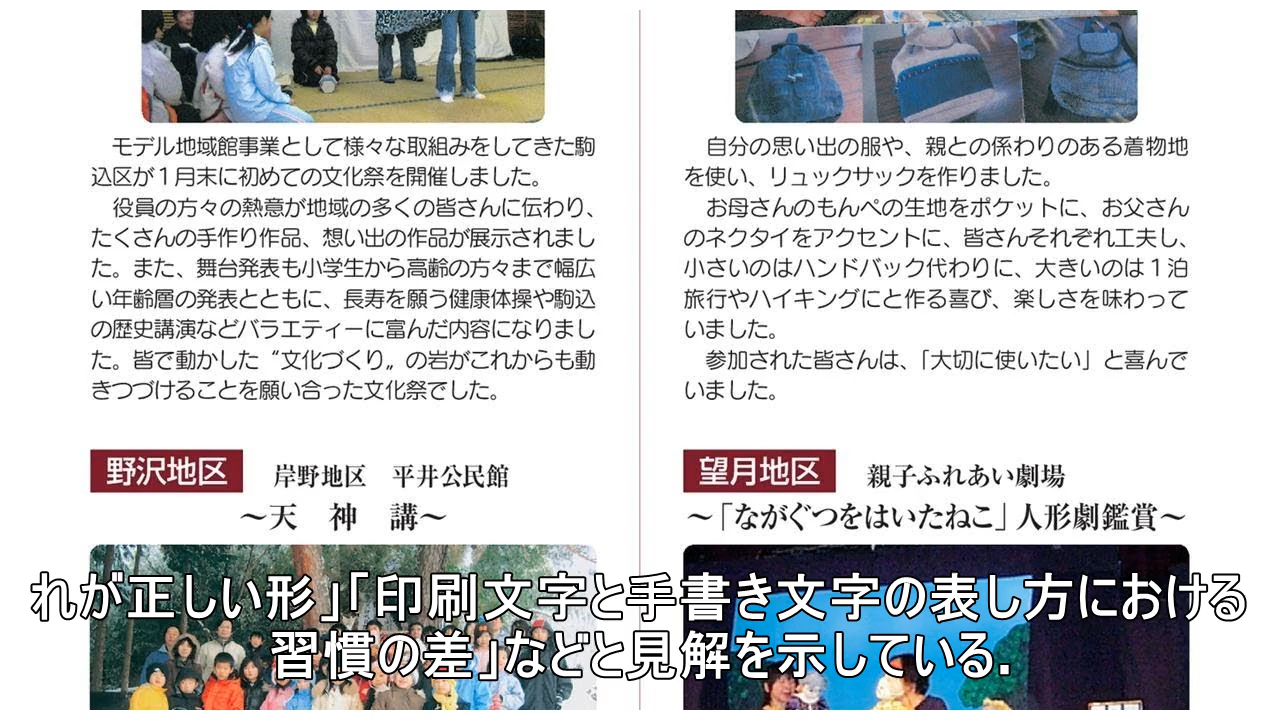 モデル地域館事業として様々な取組みをしてきた駒
込区が１月末に初めての文化祭を開催しました。
役員の方々の熱意が地域の多くの皆さんに伝わり、
たくさんの手作り作品、想い出の作品が展示されまし
た。また、舞台発表も小学生から高齢の方々まで幅広
い年齢層の発表とともに、長寿を願う健康体操や駒込
の歴史講演などバラエティーに富んだ内容になりまし
た。皆で動かした〝文化づくり〟の岩がこれからも動
きつづけることを願い合った文化祭でした。
野沢地区 岸野地区 平井公民館
～天 神 講～
自分の思い出の服や、親との係わりのある着物地
を使い、リュックサックを作りました。
お母さんのもんぺの生地をポケットに、お父さん
のネクタイをアクセントに、皆さんそれぞれ工夫し、
小さいのはハンドバック代わりに、大きいのは１泊
旅行やハイキングにと作る喜び、楽しさを味わって
いました。
参加された皆さんは、「大切に使いたい」と喜んで
いました。
望月地区 親子ふれあい劇場
～「ながぐつをはいたねこ」人形劇鑑賞～
れが正しい形」「印刷文字と手書き文字の表し方における
習慣の差」などと見解を示している.